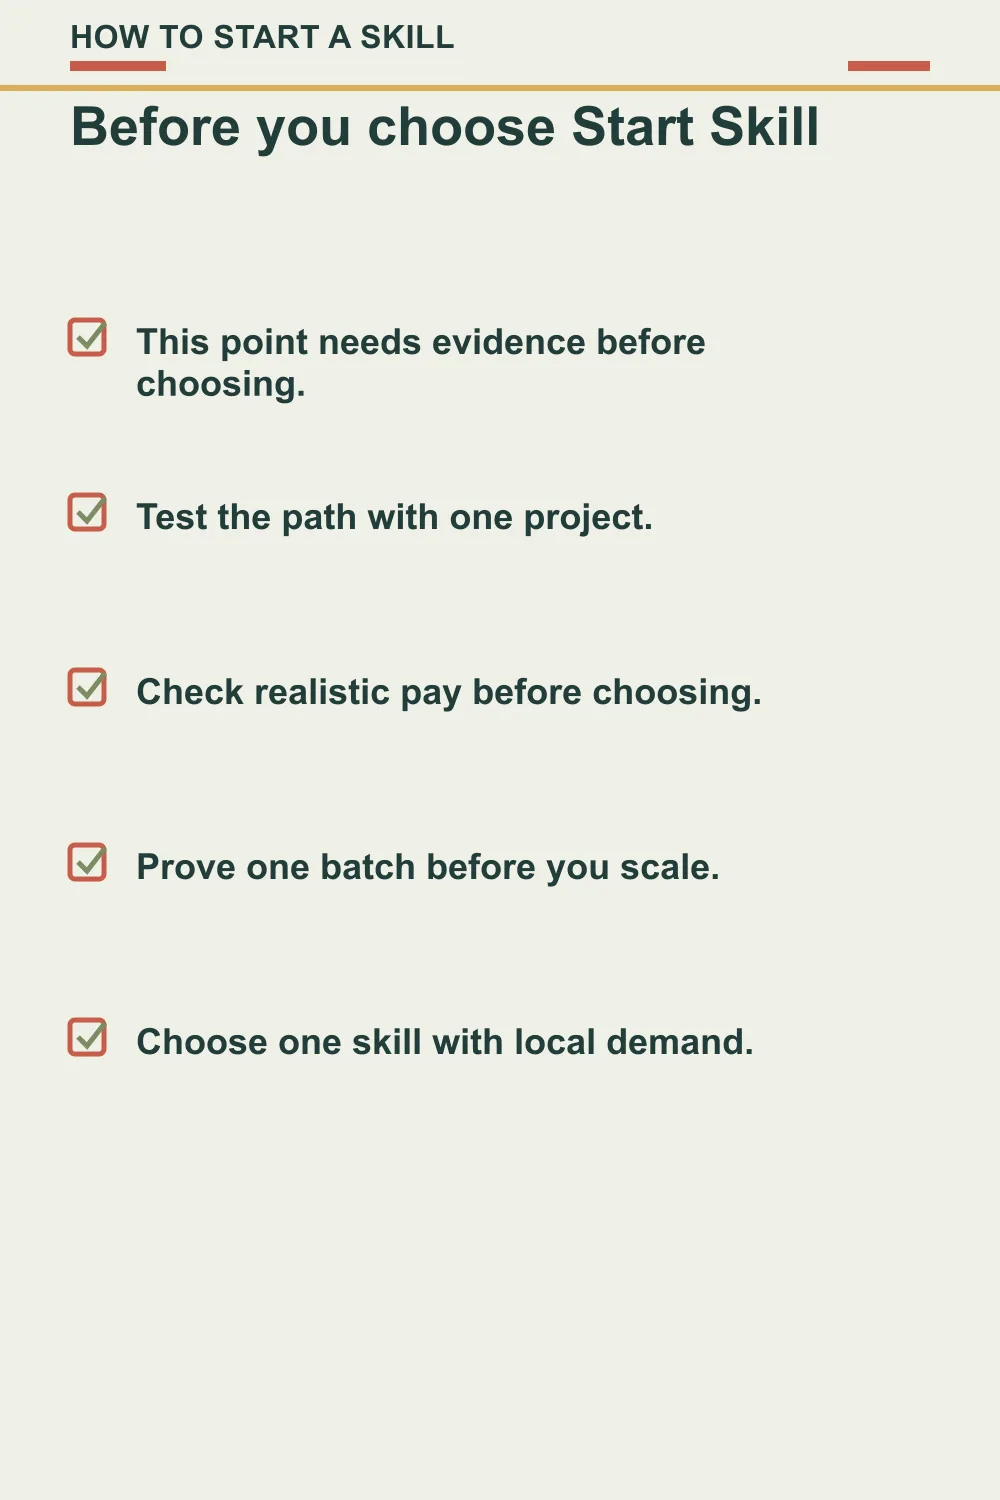 HOW TO START A SKILL
Before you choose Start Skill
This point needs evidence before
choosing.
Test the path with one project.
Check realistic pay before choosing.
Prove one batch before you scale.
Choose one skill with local demand.